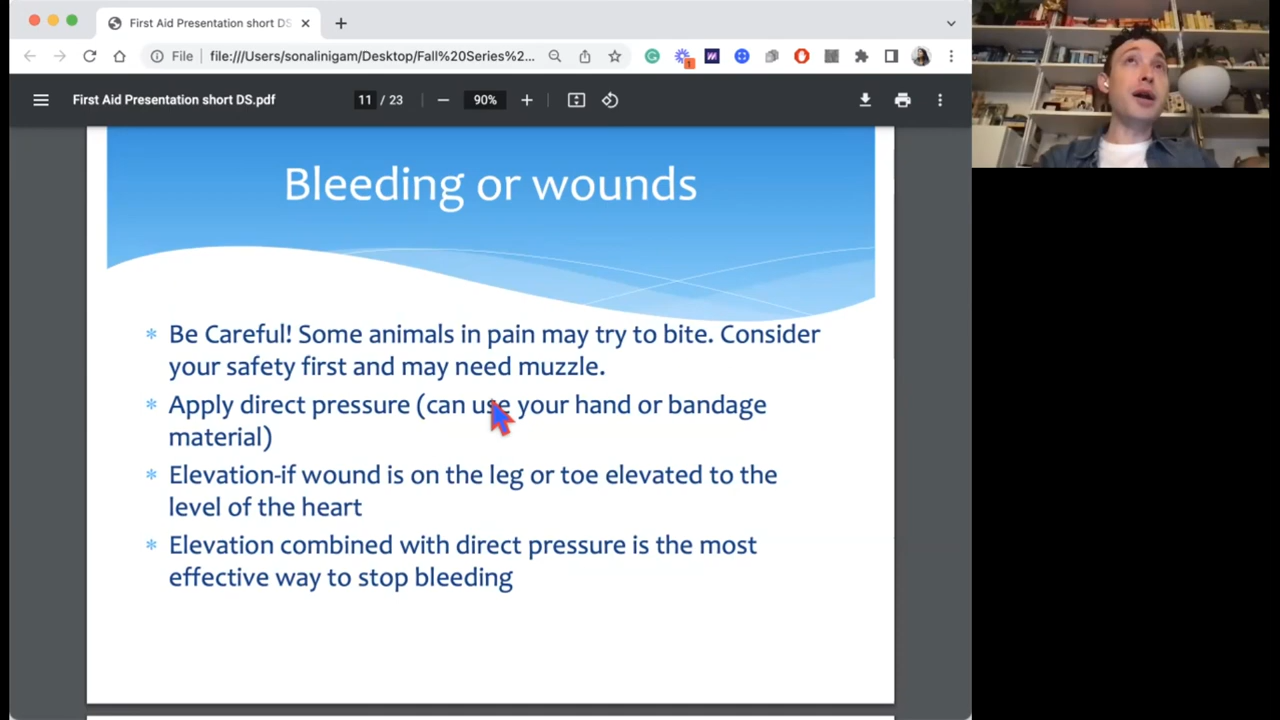 First Aid Presentation short DS
File
file:///Users/sonalinigam/Desktop/Fall%20Series%2...
1
First Aid Presentation short DS.pdf
11 / 23
90%
Bleeding or wounds
* Be Careful! Some animals in pain may try to bite. Consider
your safety first and may need muzzle.
* Apply direct pressure (can use your hand or bandage
material)
* Elevation-if wound is on the leg or toe elevated to the
level of the heart
* Elevation combined with direct pressure is the most
effective way to stop bleeding